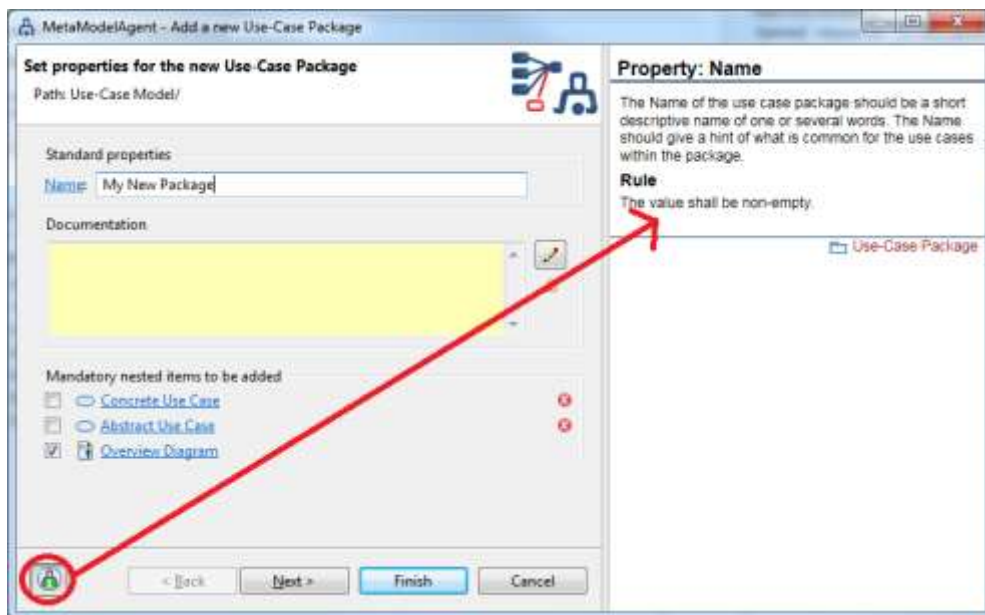 MetaModelAgent - Add a new Use-Case Package
Set properties for the new Use-Case Package
Path: Use-Case Model/
Standard properties
Name: My New Package
Documentation
Mandatory nested items to be added
Concrete Use Case
Abstract Use Case
Overview Diagram
< Back
Next >
Finish
Cancel
Property: Name
The Name of the use case package should be a short
descriptive name of one or several words. The Name
should give a hint of what is common for the use cases
within the package.
Rule
The value shall be non-empty.
Use-Case Package